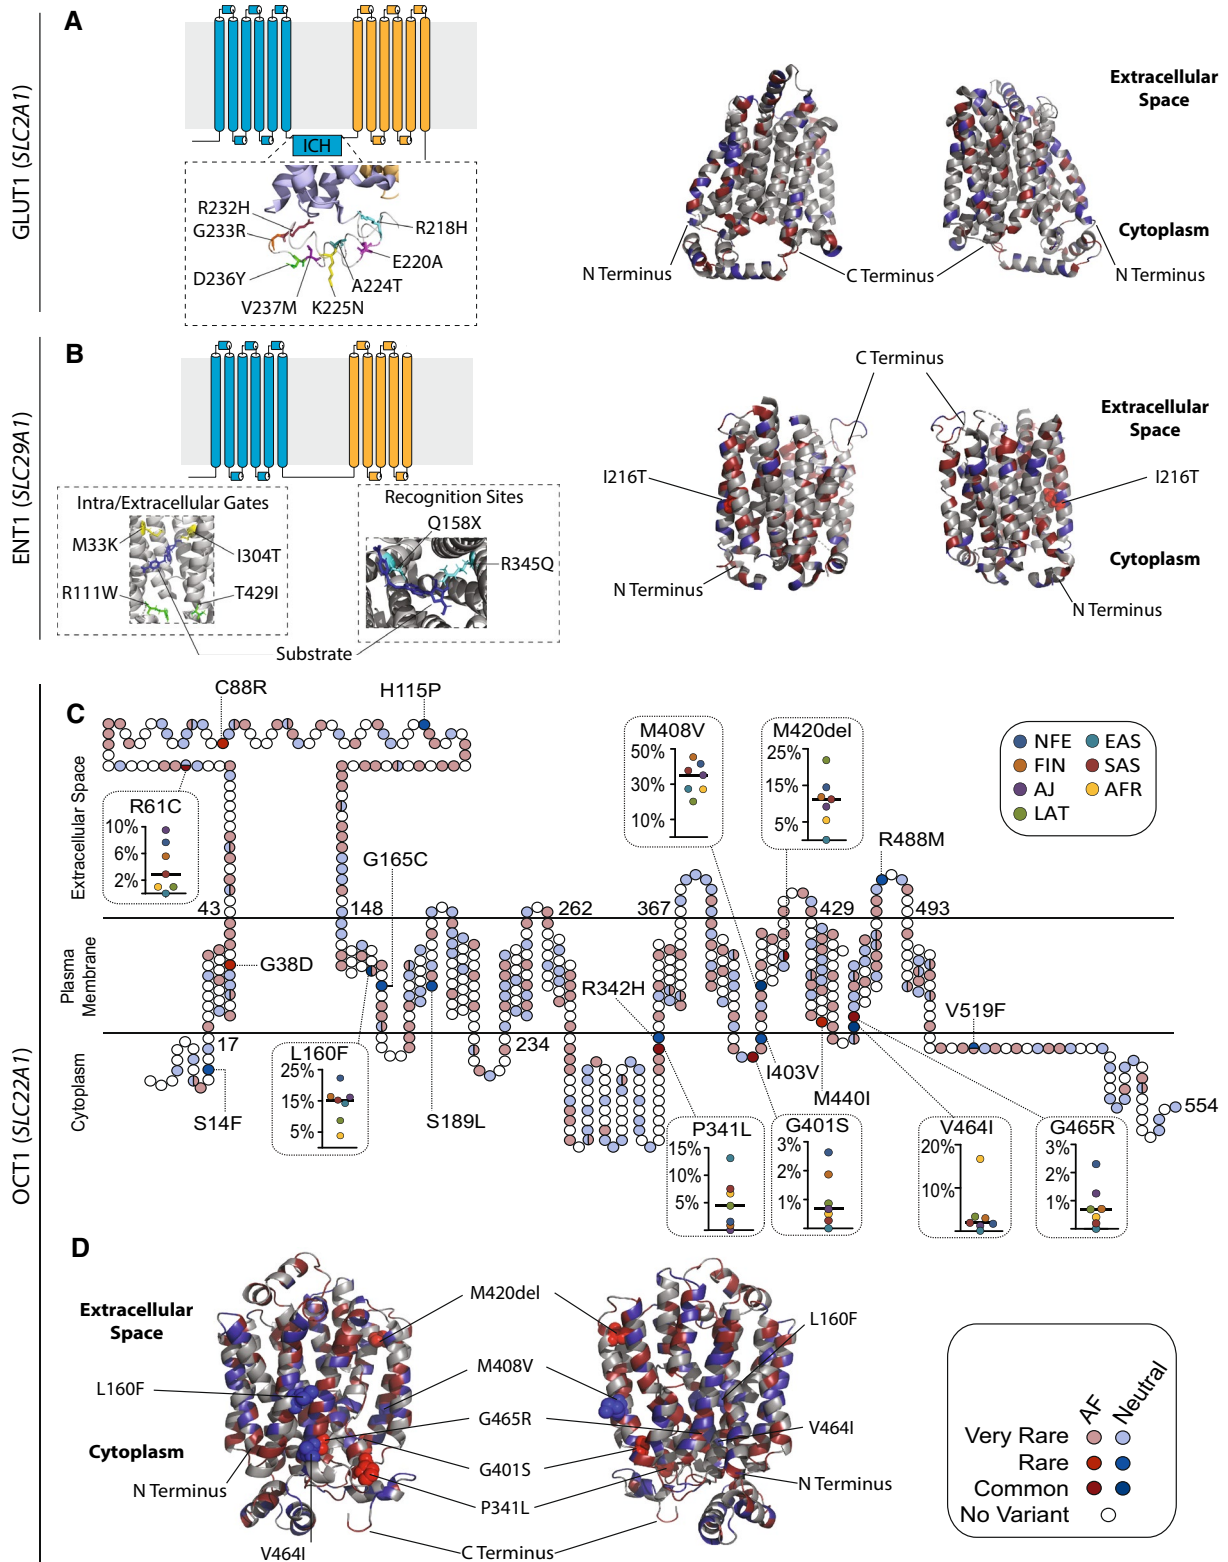 GLUT1 (SLC2A1)
A
ICH
R232H
G233R
D236Y
V237M
K225N
A224T
E220A
R218H
Extracellular
Space
Cytoplasm
N Terminus
C Terminus
N Terminus
ENT1 (SLC29A1)
B
Intra/Extracellular Gates
M33K
I304T
R111W
T429I
Recognition Sites
Q158X
R345Q
Substrate
C Terminus
Extracellular
Space
I216T
I216T
Cytoplasm
N Terminus
N Terminus
OCT1 (SLC22A1)
C
Extracellular Space
Plasma
Membrane
Cytoplasm
C88R
H115P
R61C
10%
6%
2%
G165C
43
148
262
367
429
493
G38D
17
S14F
L160F
25%
15%
5%
S189L
234
R342H
M408V
50%
30%
10%
M420del
25%
15%
5%
R488M
NFE
EAS
FIN
SAS
AJ
AFR
LAT
I403V
M440I
V519F
554
P341L
15%
10%
5%
G401S
3%
2%
1%
V464I
20%
10%
G465R
3%
2%
1%
D
Extracellular
Space
Cytoplasm
L160F
N Terminus
V464I
M420del
M408V
G465R
G401S
P341L
C Terminus
L160F
V464I
N Terminus
AF
Neutral
Very Rare
Rare
Common
No Variant